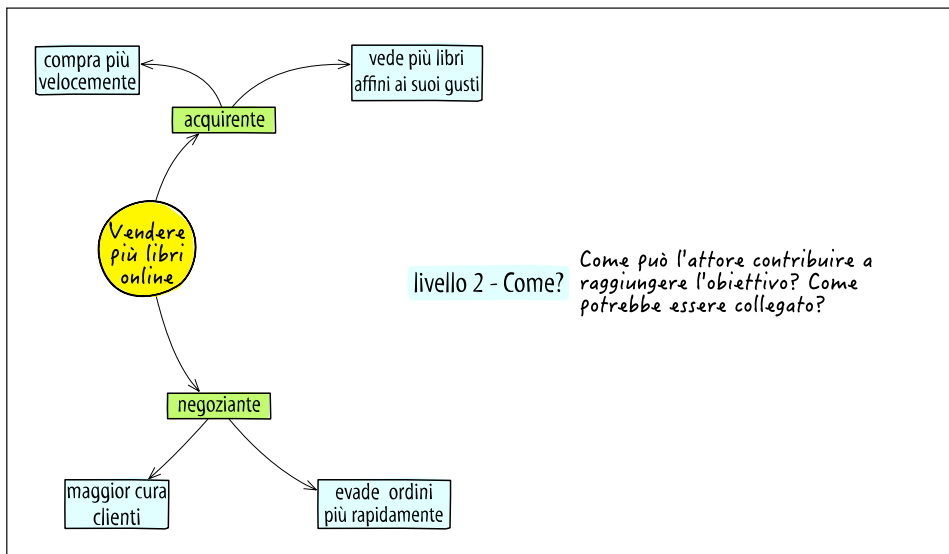 compra più
velocemente
vede più libri
affini ai suoi gusti
acquirente
Vendere
più libri
online
livello 2 - Come?
Come può l'attore contribuire a
raggiungere l'obiettivo? Come
potrebbe essere collegato?
negoziante
maggior cura
clienti
evade ordini
più rapidamente